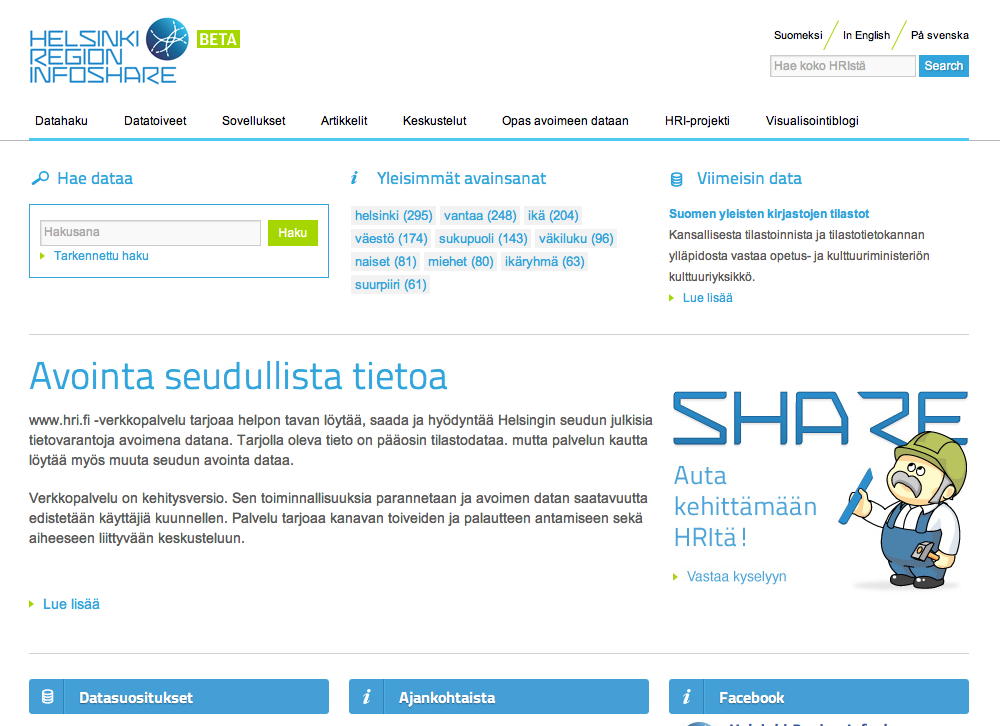 HELSINKI
REGION
INFOSHARE
BETA
Suomeksi In English På svenska
Hae koko HRIstä Search
Datahaku Datatoiveet Sovellukset Artikkelit Keskustelut Opas avoimeen dataan HRI-projekti Visualisointiblogi
Hae dataa
Hakusana Haku
Tarkennettu haku
Yleisimmät avainsanat
helsinki (295) vantaa (248) ikä (204)
väestö (174) sukupuoli (143) väkiluku (96)
naiset (81) miehet (80) ikäryhmä (63)
suurpiiri (61)
Viimeisin data
Suomen yleisten kirjastojen tilastot
Kansallisesta tilastoinnista ja tilastotietokannan
ylläpidosta vastaa opetus- ja kulttuuriministeriön
kulttuuriyksikkö.
Lue lisää
Avointa seudullista tietoa
www.hri.fi -verkkopalvelu tarjoaa helpon tavan löytää, saada ja hyödyntää Helsingin seudun julkisia
tietovarantoja avoimena datana. Tarjolla oleva tieto on pääosin tilastodataa. mutta palvelun kautta
löytää myös muuta seudun avointa dataa.
Verkkopalvelu on kehitysversio. Sen toiminnallisuuksia parannetaan ja avoimen datan saatavuutta
edistetään käyttäjiä kuunnellen. Palvelu tarjoaa kanavan toiveiden ja palautteen antamiseen sekä
aiheeseen liittyvään keskusteluun.
Lue lisää
SHARE
Auta
kehittämään
HRItä!
Vastaa kyselyyn
Datasuositukset
Ajankohtaista
Facebook